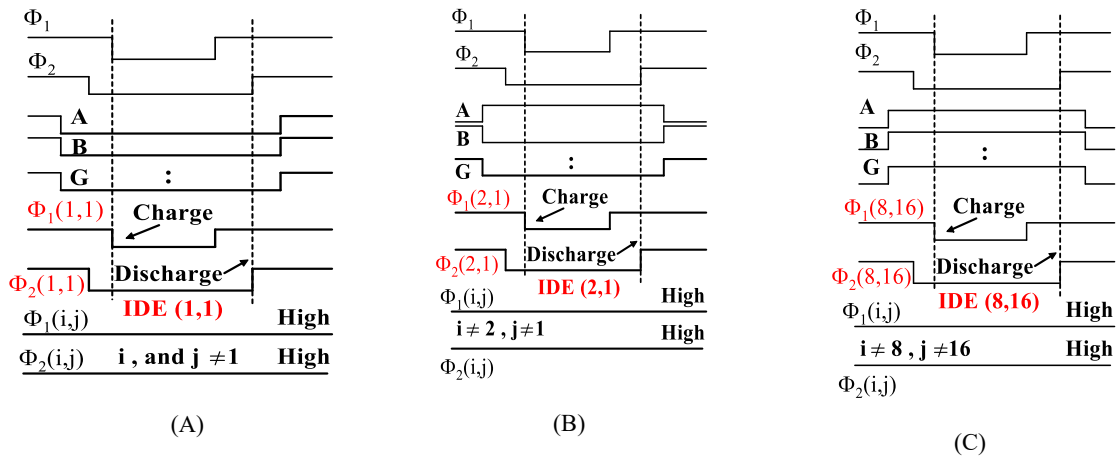 Φ1
Φ2
A
B
G :
Φ1(1,1)
Charge
Discharge
Φ2(1,1)
IDE (1,1)
Φ1(i,j) High
Φ2(i,j) i , and j ≠1 High
(A)
Φ1
Φ2
A
B
G :
Φ1(2,1)
Charge
Discharge
Φ2(2,1)
IDE (2,1)
Φ1(i,j) High
i ≠ 2 , j≠1 High
Φ2(i,j)
(B)
Φ1
Φ2
A
B
G :
Φ1(8,16)
Charge
Discharge
Φ2(8,16)
IDE (8,16)
Φ1(i,j) High
i ≠ 8 , j ≠16 High
Φ2(i,j)
(C)